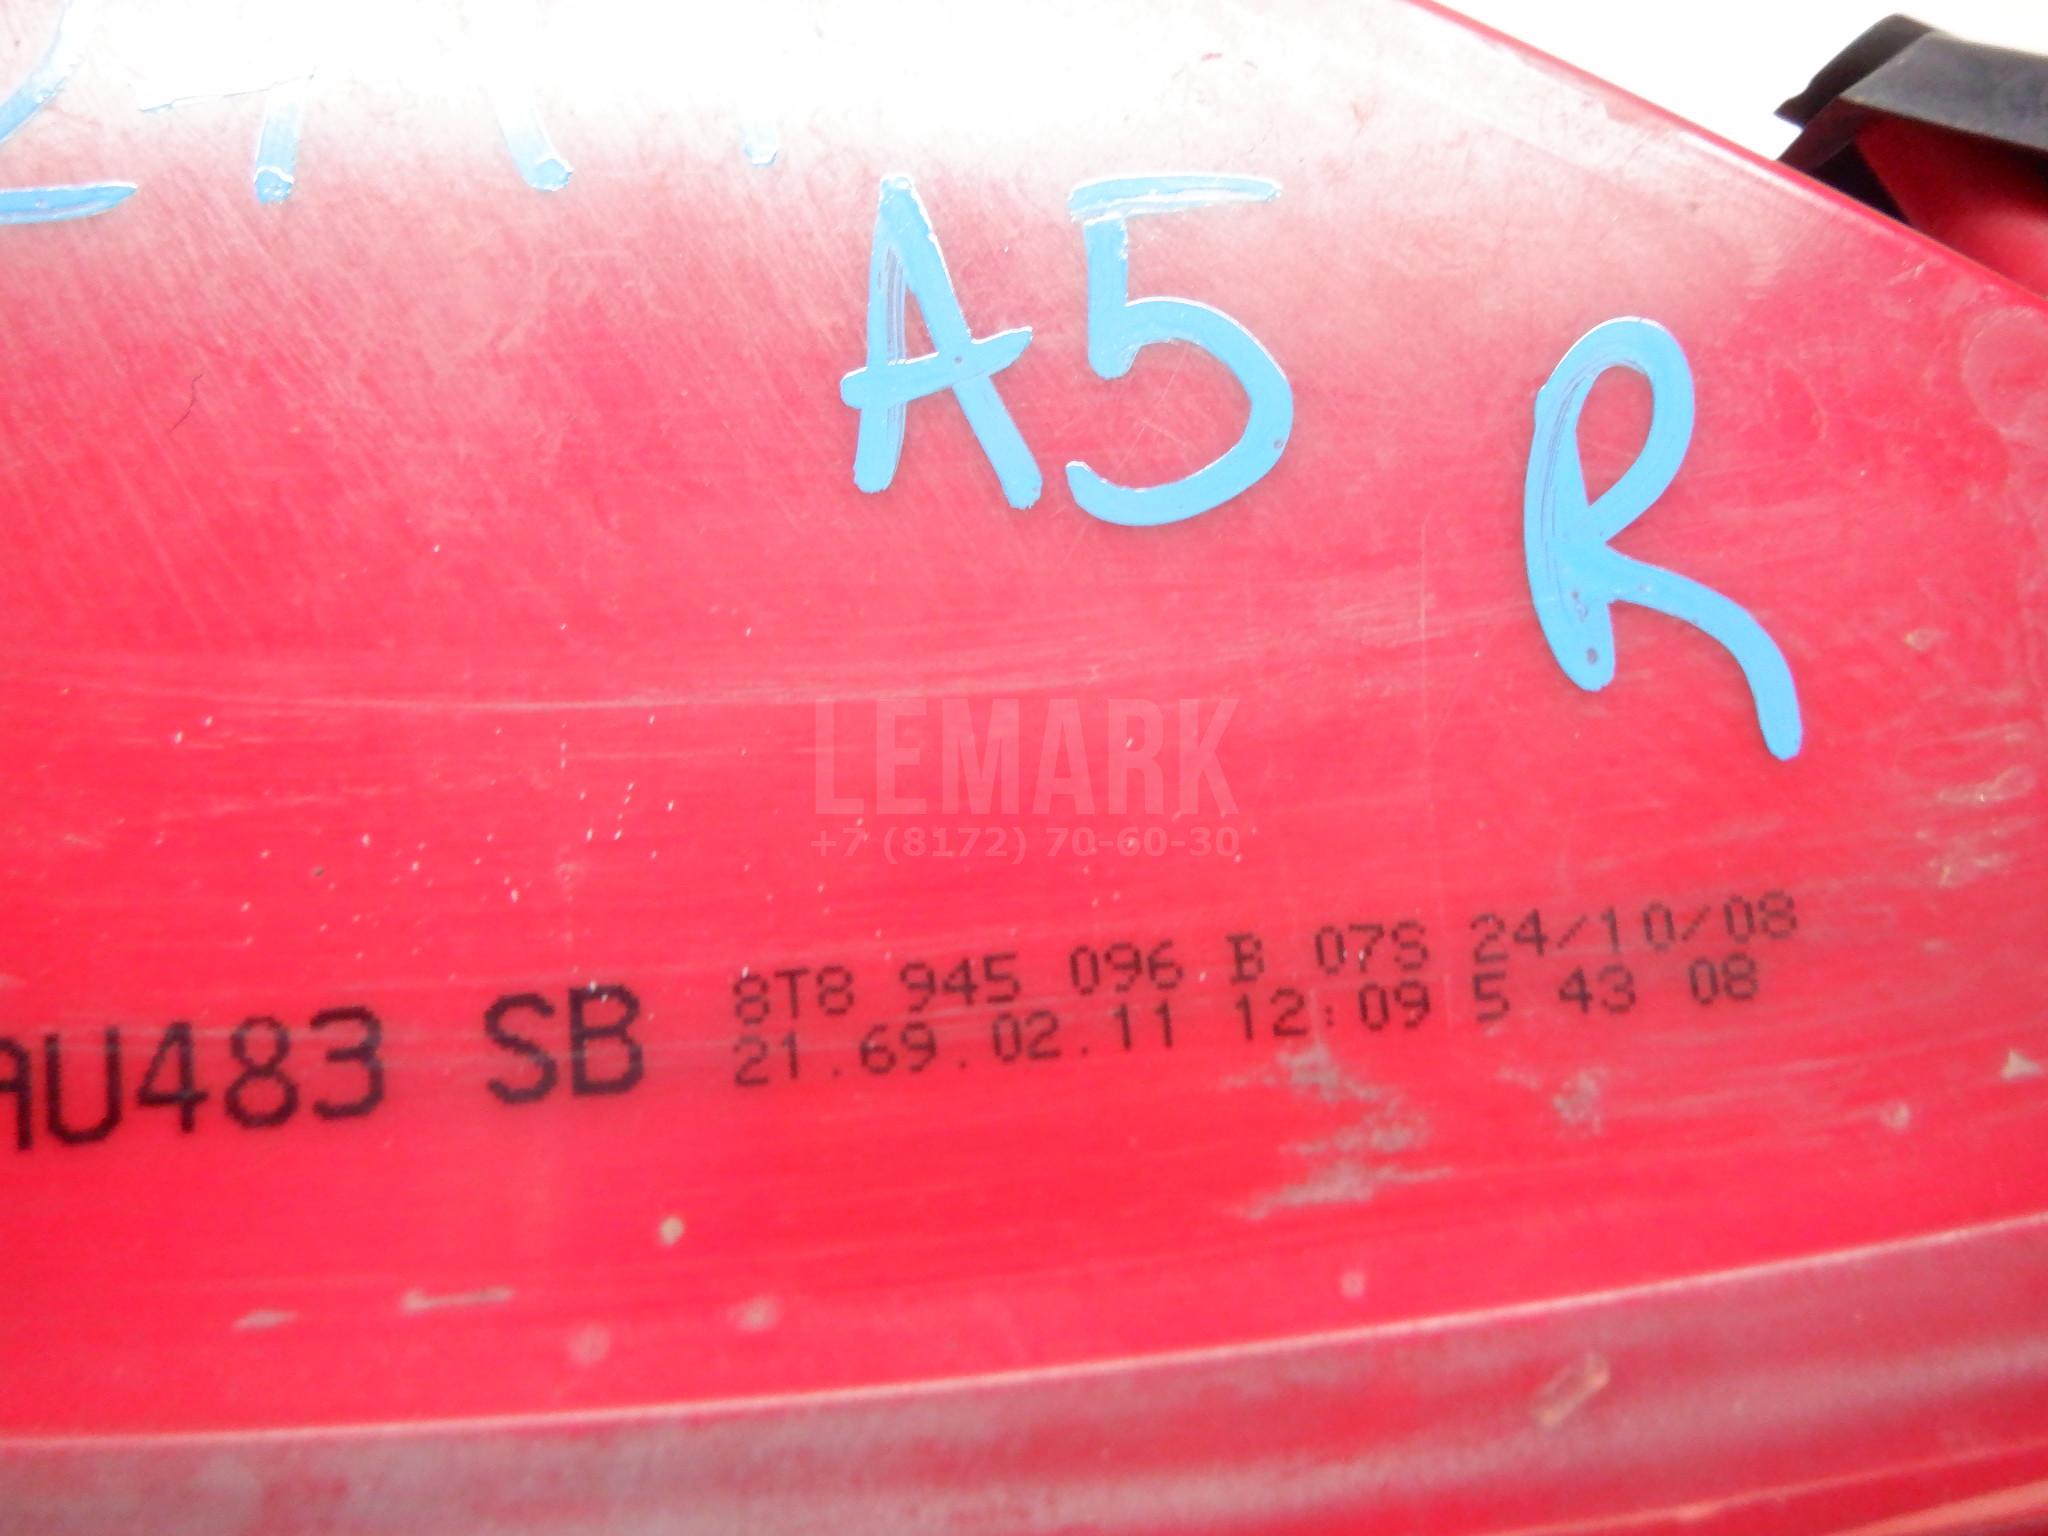 A5
R
LEMARK
+7 (8172) 70-60-30
AU483 SB
8T8 945 096 B 07S 24/10/08
21.69.02.11 12:09 5 43 08